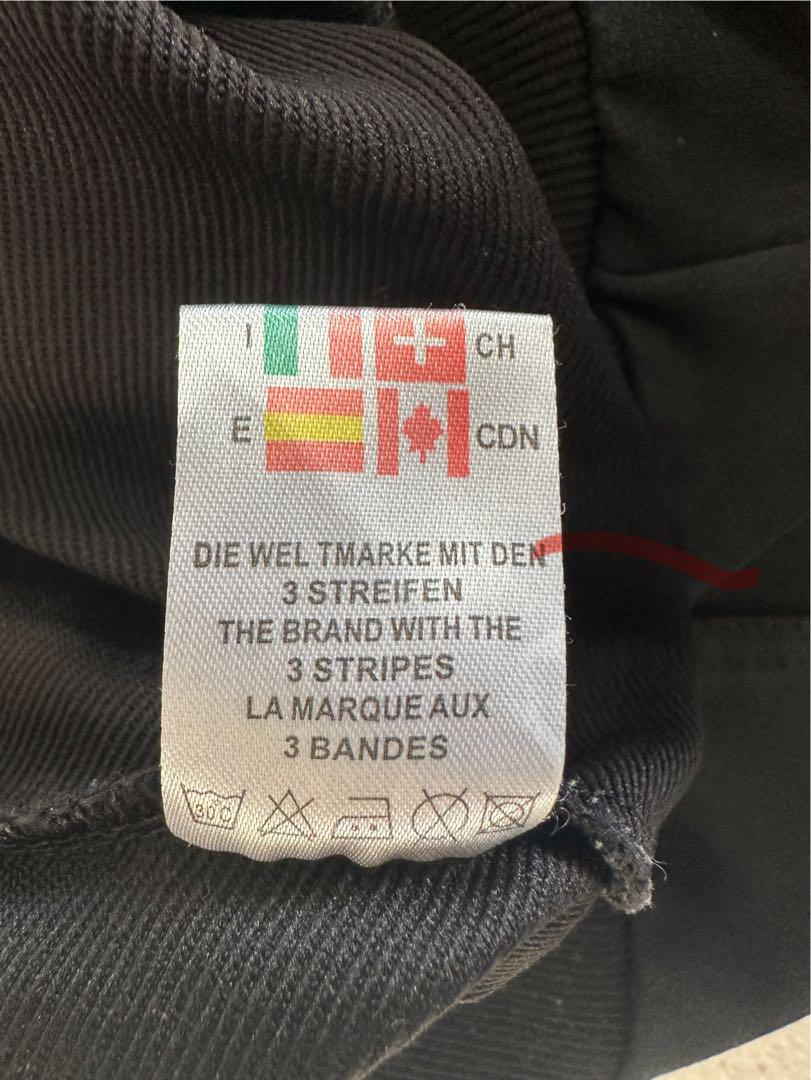 I CH
E CDN
DIE WEL TMARKE MIT DEN
3 STREIFEN
THE BRAND WITH THE
3 STRIPES
LA MARQUE AUX
3 BANDES
30C